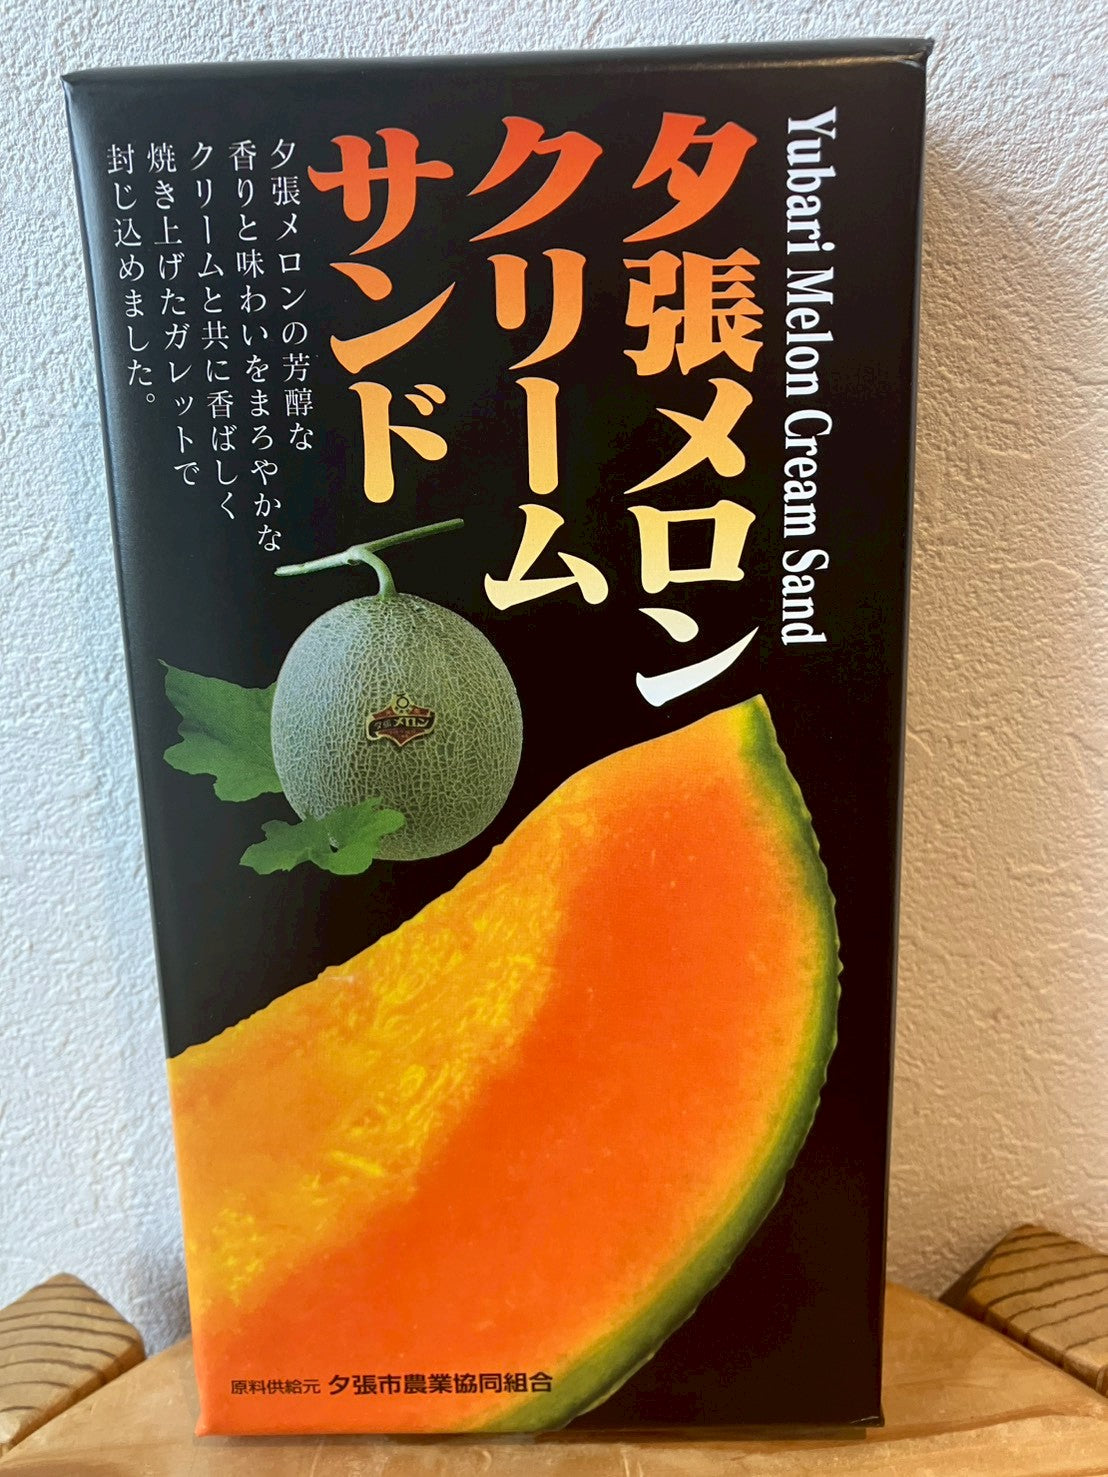 Yubari Melon Cream Sand
夕張メロン
クリーム
サンド
夕張メロンの芳醇な
香りと味わいをまろやかな
クリームと共に香ばしく
焼き上げたガレットで
封じ込めました。
夕張メロン
原料供給元 夕張市農業協同組合